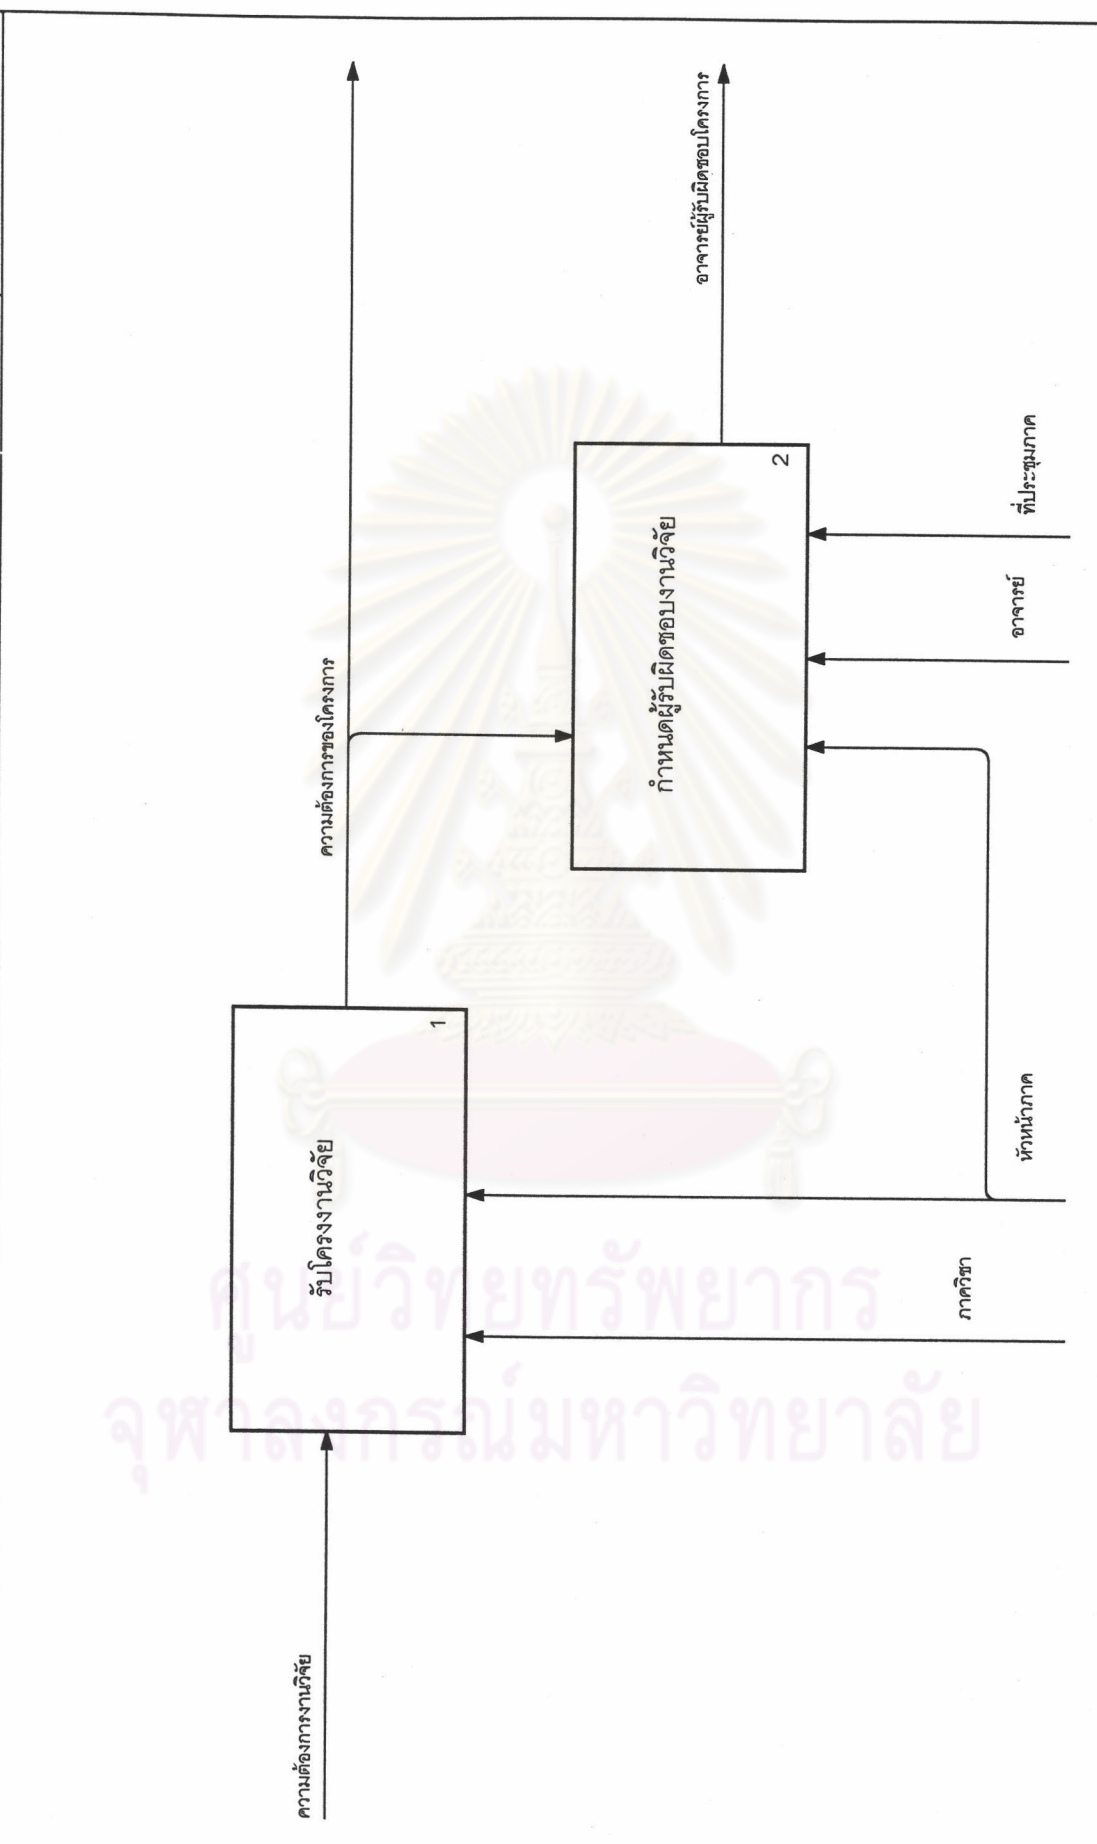 ความต้องการงานวิจัย
รับโครงงานวิจัย
1
ความต้องการของโครงการ
กำหนดผู้รับผิดชอบงานวิจัย
2
อาจารย์ผู้รับผิดชอบโครงการ
ภาควิชา
หัวหน้าภาค
อาจารย์
ที่ประชุมภาค
ศูนย์วิทยทรัพยากร
จุฬาลงกรณ์มหาวิทยาลัย